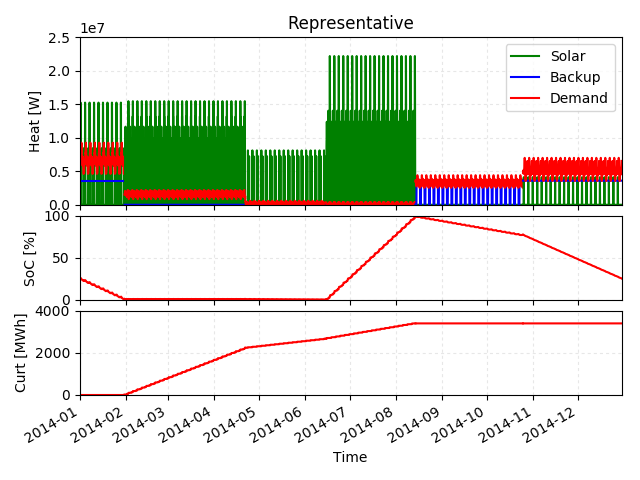 Representative
1e7
2.5
2.0
1.5
1.0
0.5
0.0
Heat [W]
Solar
Backup
Demand
100
50
0
SoC [%]
4000
2000
0
Curt [MWh]
2014-01
2014-02
2014-03
2014-04
2014-05
2014-06
2014-07
2014-08
2014-09
2014-10
2014-11
2014-12
Time